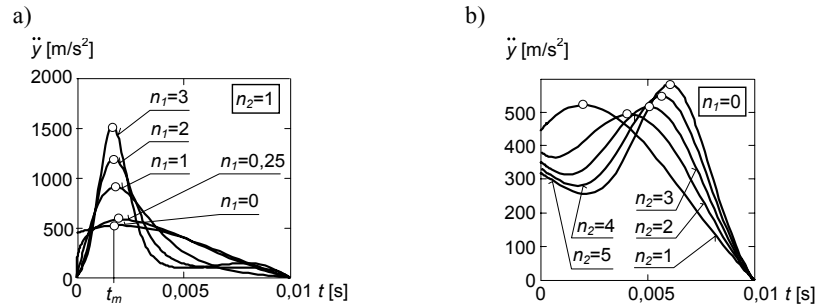 a)
ÿ [m/s²]
2000
1500
1000
500
0
n₂=1
n₁=3
n₁=2
n₁=1
n₁=0,25
n₁=0
0
tₘ
0,005
0,01 t [s]
b)
ÿ [m/s²]
500
400
300
200
100
0
n₁=0
n₂=3
n₂=4
n₂=2
n₂=5
n₂=1
0
0,005
0,01 t [s]